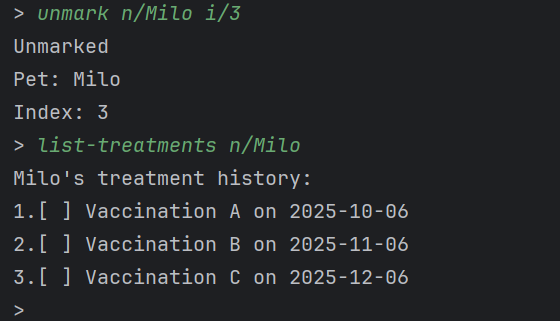 > unmark n/Milo i/3
Unmarked
Pet: Milo
Index: 3
> list-treatments n/Milo
Milo's treatment history:
1.[ ] Vaccination A on 2025-10-06
2.[ ] Vaccination B on 2025-11-06
3.[ ] Vaccination C on 2025-12-06
>